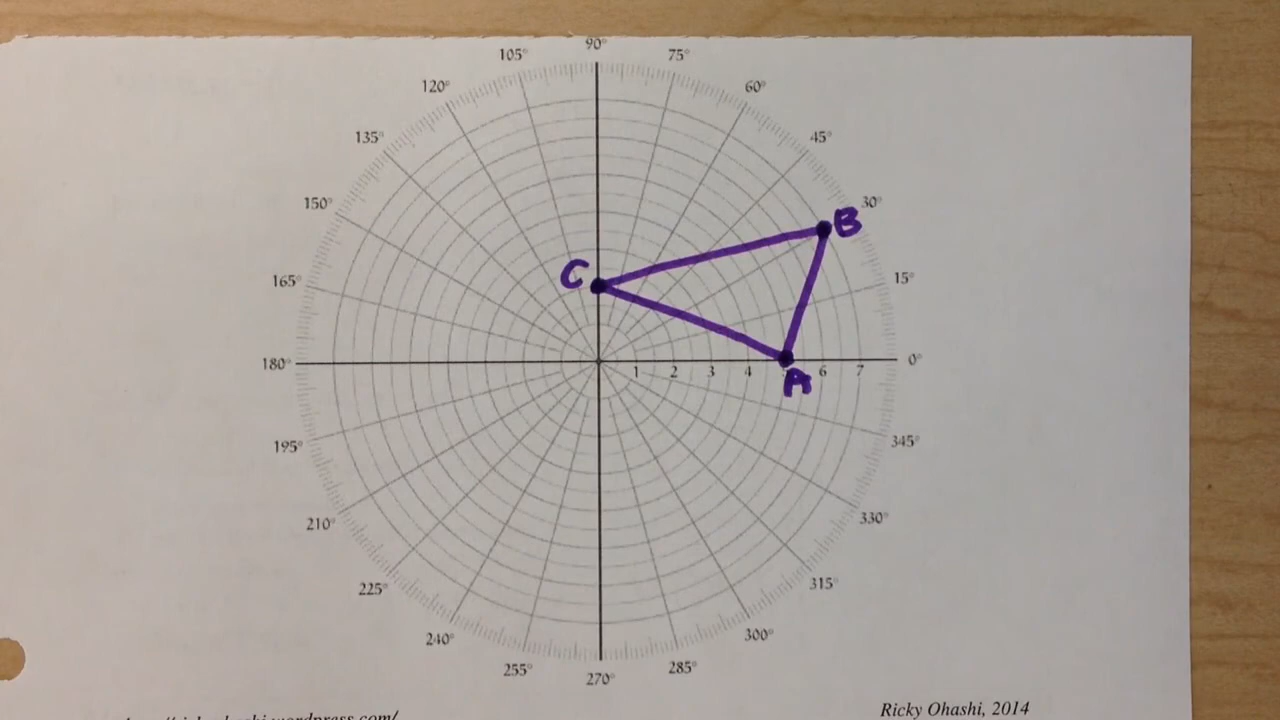 90°
105° 75°
120° 60°
135° 45°
150° 30°
B
165° C 15°
180° 0°
1 2 3 4 5 6 7
A
195° 345°
210° 330°
225° 315°
240° 300°
255° 285°
270°
Ricky Ohashi, 2014